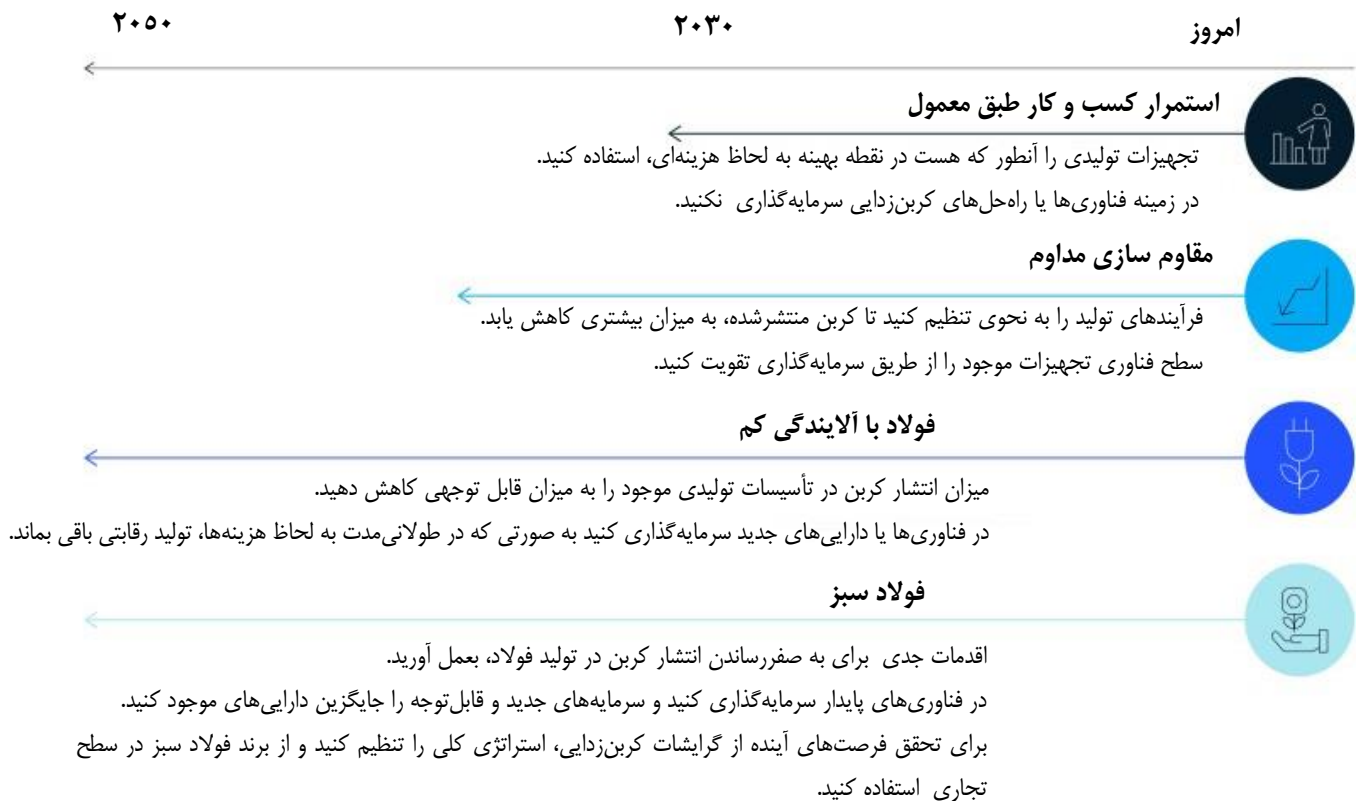 امروز
۲۰۳۰
۲۰۵۰
استمرار کسب و کار طبق معمول
تجهیزات تولیدی را آنطور که هست در نقطه بهینه به لحاظ هزینه‌ای، استفاده کنید.
در زمینه فناوری‌ها یا راه‌حل‌های کربن‌زدایی سرمایه‌گذاری نکنید.
مقاوم سازی مداوم
فرآیندهای تولید را به نحوی تنظیم کنید تا کربن منتشرشده، به میزان بیشتری کاهش یابد.
سطح فناوری تجهیزات موجود را از طریق سرمایه‌گذاری تقویت کنید.
فولاد با آلایندگی کم
میزان انتشار کربن در تأسیسات تولیدی موجود را به میزان قابل توجهی کاهش دهید.
در فناوری‌ها یا دارایی‌های جدید سرمایه‌گذاری کنید به صورتی که در طولانی‌مدت به لحاظ هزینه‌ها، تولید رقابتی باقی بماند.
فولاد سبز
اقدمات جدی برای به صفررساندن انتشار کربن در تولید فولاد، بعمل آورید.
در فناوری‌های پایدار سرمایه‌گذاری کنید و سرمایه‌های جدید و قابل‌توجه را جایگزین دارایی‌های موجود کنید.
برای تحقق فرصت‌های آینده از گرایشات کربن‌زدایی، استراتژی کلی را تنظیم کنید و از برند فولاد سبز در سطح
تجاری استفاده کنید.